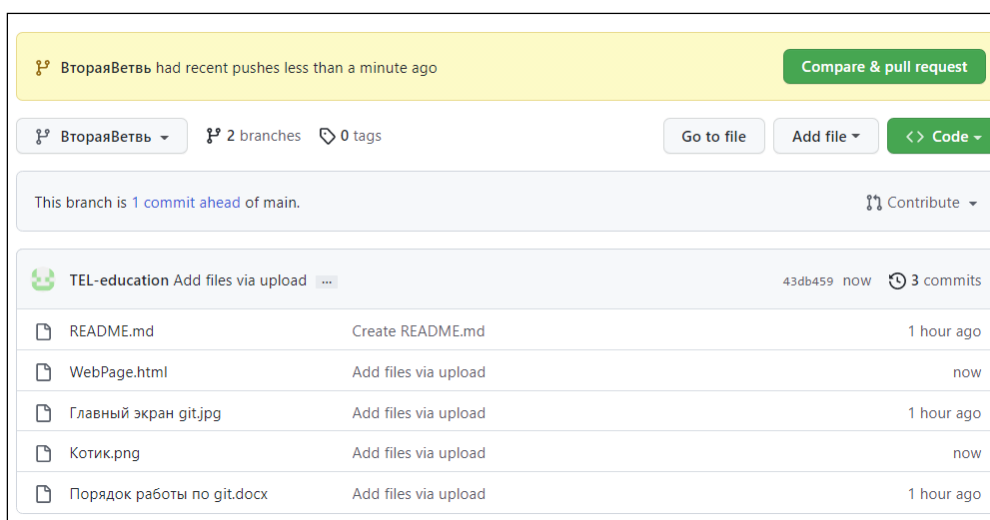 ВтораяВетвь had recent pushes less than a minute ago Compare & pull request
ВтораяВетвь 2 branches 0 tags Go to file Add file <> Code
This branch is 1 commit ahead of main. Contribute
TEL-education Add files via upload ... 43db459 now 3 commits
README.md Create README.md 1 hour ago
WebPage.html Add files via upload now
Главный экран git.jpg Add files via upload 1 hour ago
Котик.png Add files via upload now
Порядок работы по git.docx Add files via upload 1 hour ago